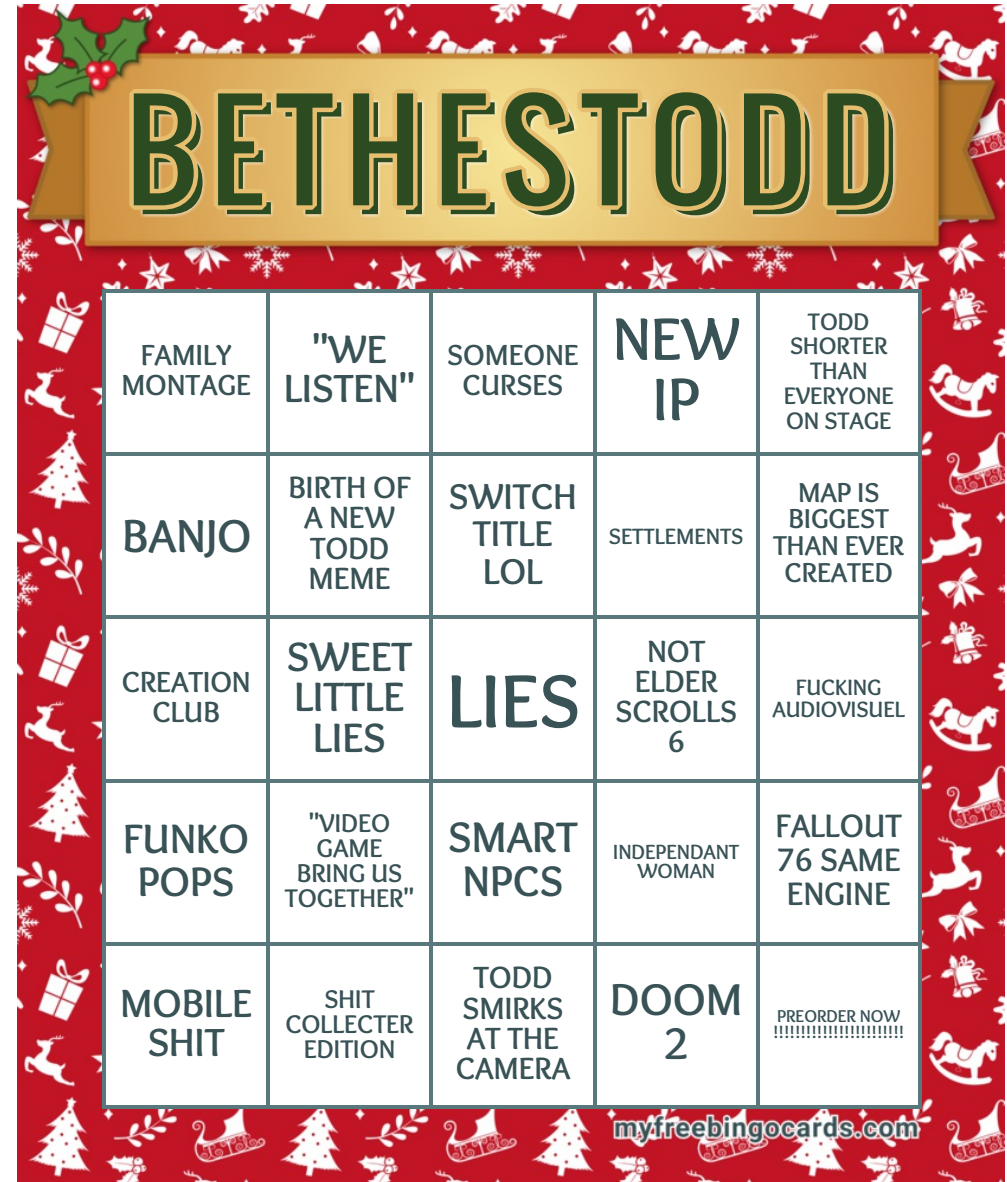 BETHESTODD
FAMILY
MONTAGE
"WE
LISTEN"
SOMEONE
CURSES
NEW
IP
TODD
SHORTER
THAN
EVERYONE
ON STAGE
BANJO
BIRTH OF
A NEW
TODD
MEME
SWITCH
TITLE
LOL
SETTLEMENTS
MAP IS
BIGGEST
THAN EVER
CREATED
CREATION
CLUB
SWEET
LITTLE
LIES
LIES
NOT
ELDER
SCROLLS
6
FUCKING
AUDIOVISUEL
FUNKO
POPS
"VIDEO
GAME
BRING US
TOGETHER"
SMART
NPCS
INDEPENDANT
WOMAN
FALLOUT
76 SAME
ENGINE
MOBILE
SHIT
SHIT
COLLECTER
EDITION
TODD
SMIRKS
AT THE
CAMERA
DOOM
2
PREORDER NOW
!!!!!!!!!!!!!!!!!!!!!!!!
myfreebingocards.com